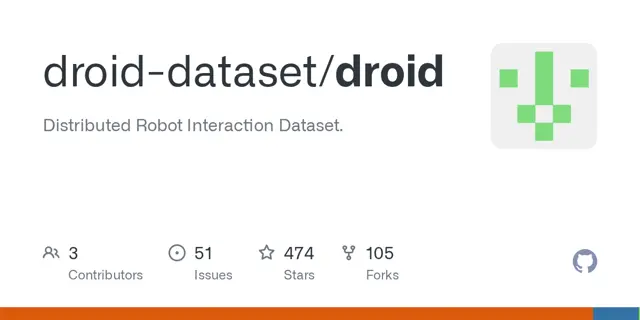 droid-dataset/droid
Distributed Robot Interaction Dataset.
3 51 474 105
Contributors Issues Stars Forks